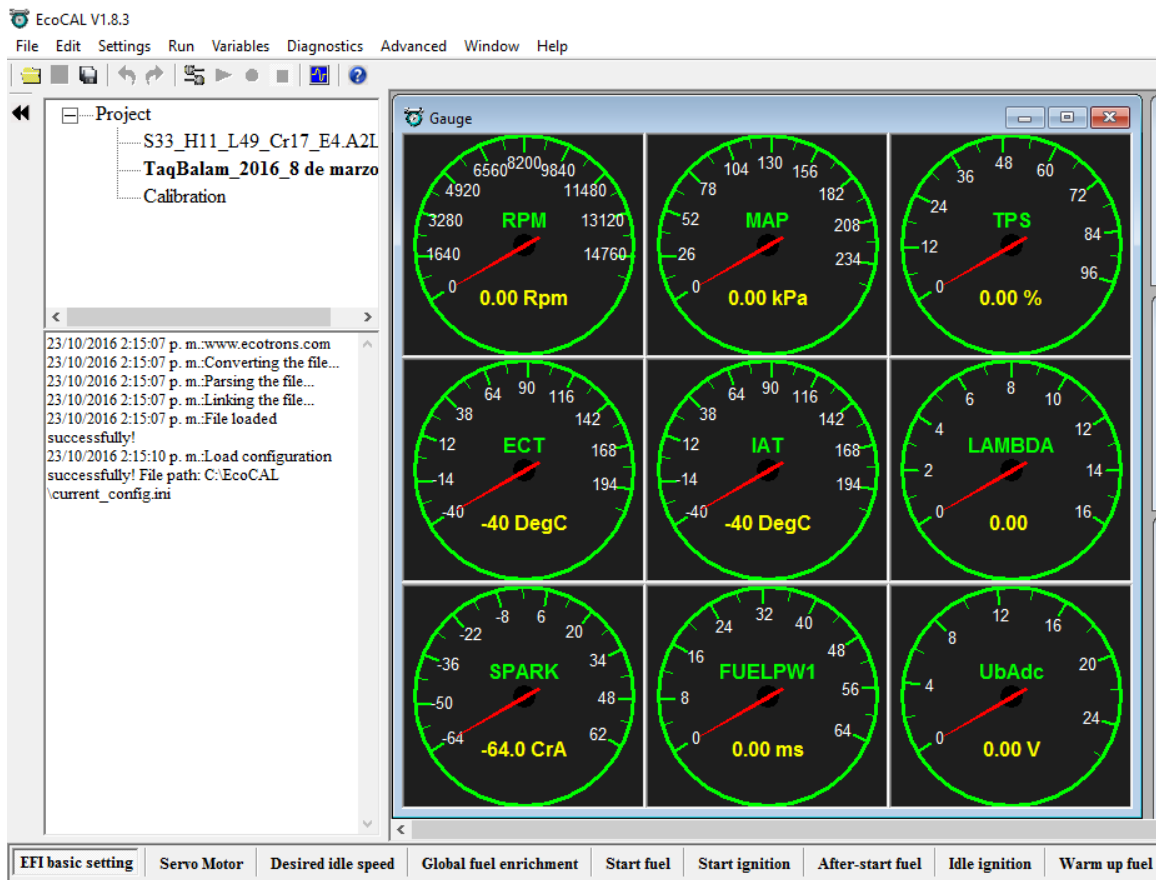 EcoCAL V1.8.3
File Edit Settings Run Variables Diagnostics Advanced Window Help
Project
S33_H11_L49_Cr17_E4.A2L
TaqBalam_2016_8 de marzo
Calibration
23/10/2016 2:15:07 p. m.:www.ecotrons.com
23/10/2016 2:15:07 p. m.:Converting the file...
23/10/2016 2:15:07 p. m.:Parsing the file...
23/10/2016 2:15:07 p. m.:Linking the file...
23/10/2016 2:15:07 p. m.:File loaded
successfully!
23/10/2016 2:15:10 p. m.:Load configuration
successfully! File path: C:\EcoCAL
\current_config.ini
Gauge
0 1640 3280 4920 6560 8200 9840 11480 13120 14760
RPM
0.00 Rpm
0 26 52 78 104 130 156 182 208 234
MAP
0.00 kPa
0 12 24 36 48 60 72 84 96
TPS
0.00 %
-40 -14 12 38 64 90 116 142 168 194
ECT
-40 DegC
-40 -14 12 38 64 90 116 142 168 194
IAT
-40 DegC
0 2 4 6 8 10 12 14 16
LAMBDA
0.00
-64 -50 -36 -22 -8 6 20 34 48 62
SPARK
-64.0 CrA
0 8 16 24 32 40 48 56 64
FUELPW1
0.00 ms
0 4 8 12 16 20 24
UbAdc
0.00 V
EFI basic setting Servo Motor Desired idle speed Global fuel enrichment Start fuel Start ignition After-start fuel Idle ignition Warm up fuel